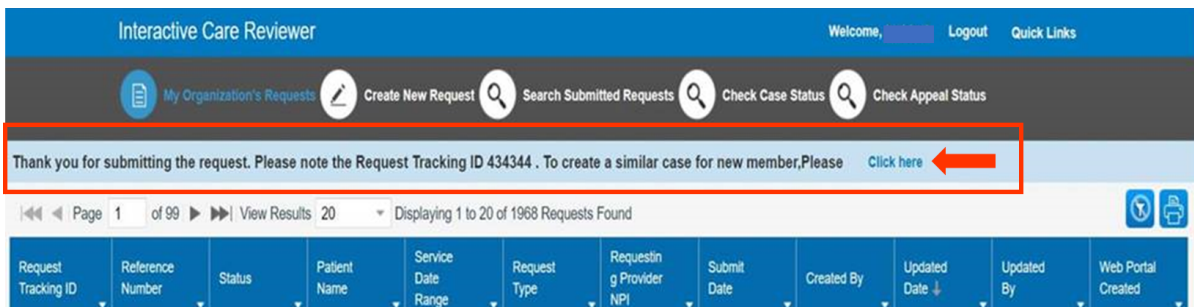 Interactive Care Reviewer
Welcome, Logout Quick Links
My Organization's Requests Create New Request Search Submitted Requests Check Case Status Check Appeal Status
Thank you for submitting the request. Please note the Request Tracking ID 434344 . To create a similar case for new member,Please Click here
Page 1 of 99 View Results 20 Displaying 1 to 20 of 1968 Requests Found
Request Tracking ID
Reference Number
Status
Patient Name
Service Date Range
Request Type
Requestin g Provider NPI
Submit Date
Created By
Updated Date
Updated By
Web Portal Created